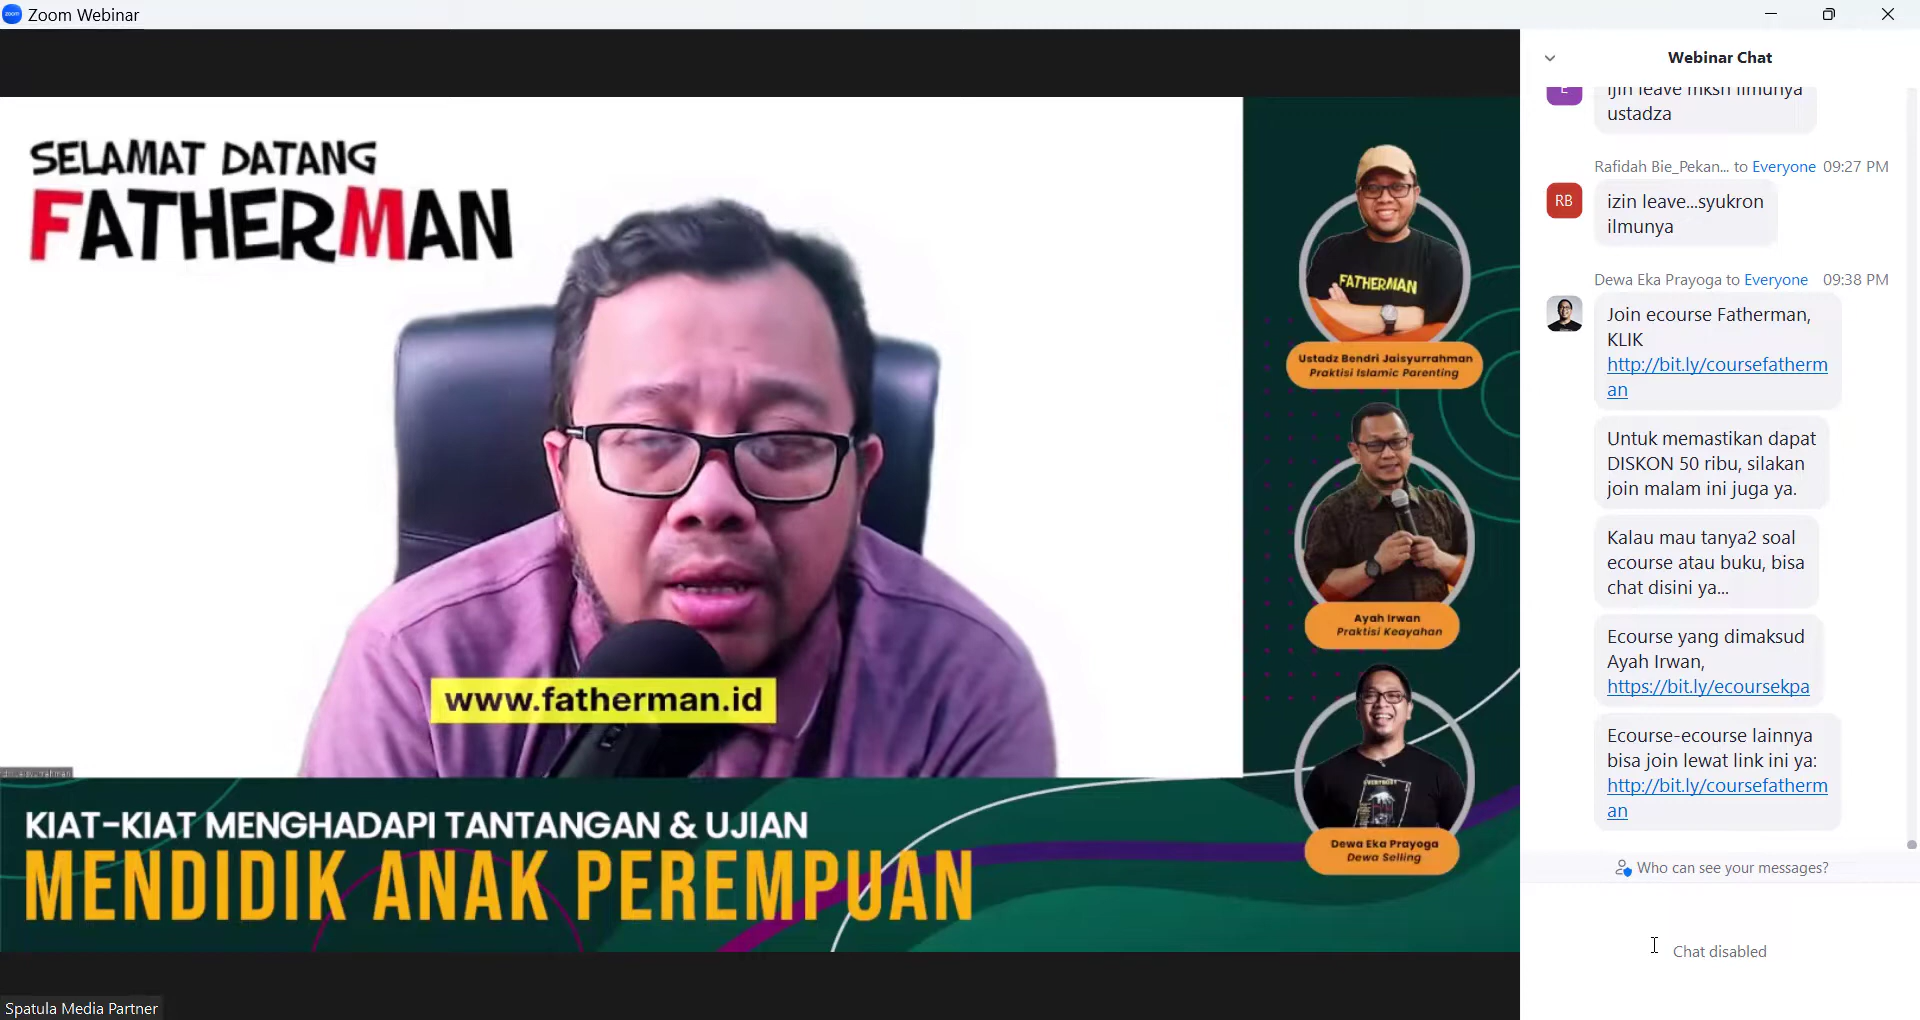 Zoom Webinar
SELAMAT DATANG
FATHERMAN
www.fatherman.id
KIAT-KIAT MENGHADAPI TANTANGAN & UJIAN
MENDIDIK ANAK PEREMPUAN
FATHERMAN
Ustadz Bendri Jaisyurrahman
Praktisi Islamic Parenting
Ayah Irwan
Praktisi Keayahan
Dewa Eka Prayoga
Dewa Selling
Spatula Media Partner
Webinar Chat
E
ijin leave mksh ilmunya
ustadza
Rafidah Bie_Pekan... to Everyone 09:27 PM
RB
izin leave...syukron
ilmunya
Dewa Eka Prayoga to Everyone 09:38 PM
Join ecourse Fatherman,
KLIK
http://bit.ly/coursefatherm
an
Untuk memastikan dapat
DISKON 50 ribu, silakan
join malam ini juga ya.
Kalau mau tanya2 soal
ecourse atau buku, bisa
chat disini ya...
Ecourse yang dimaksud
Ayah Irwan,
https://bit.ly/ecoursekpa
Ecourse-ecourse lainnya
bisa join lewat link ini ya:
http://bit.ly/coursefatherm
an
Who can see your messages?
Chat disabled